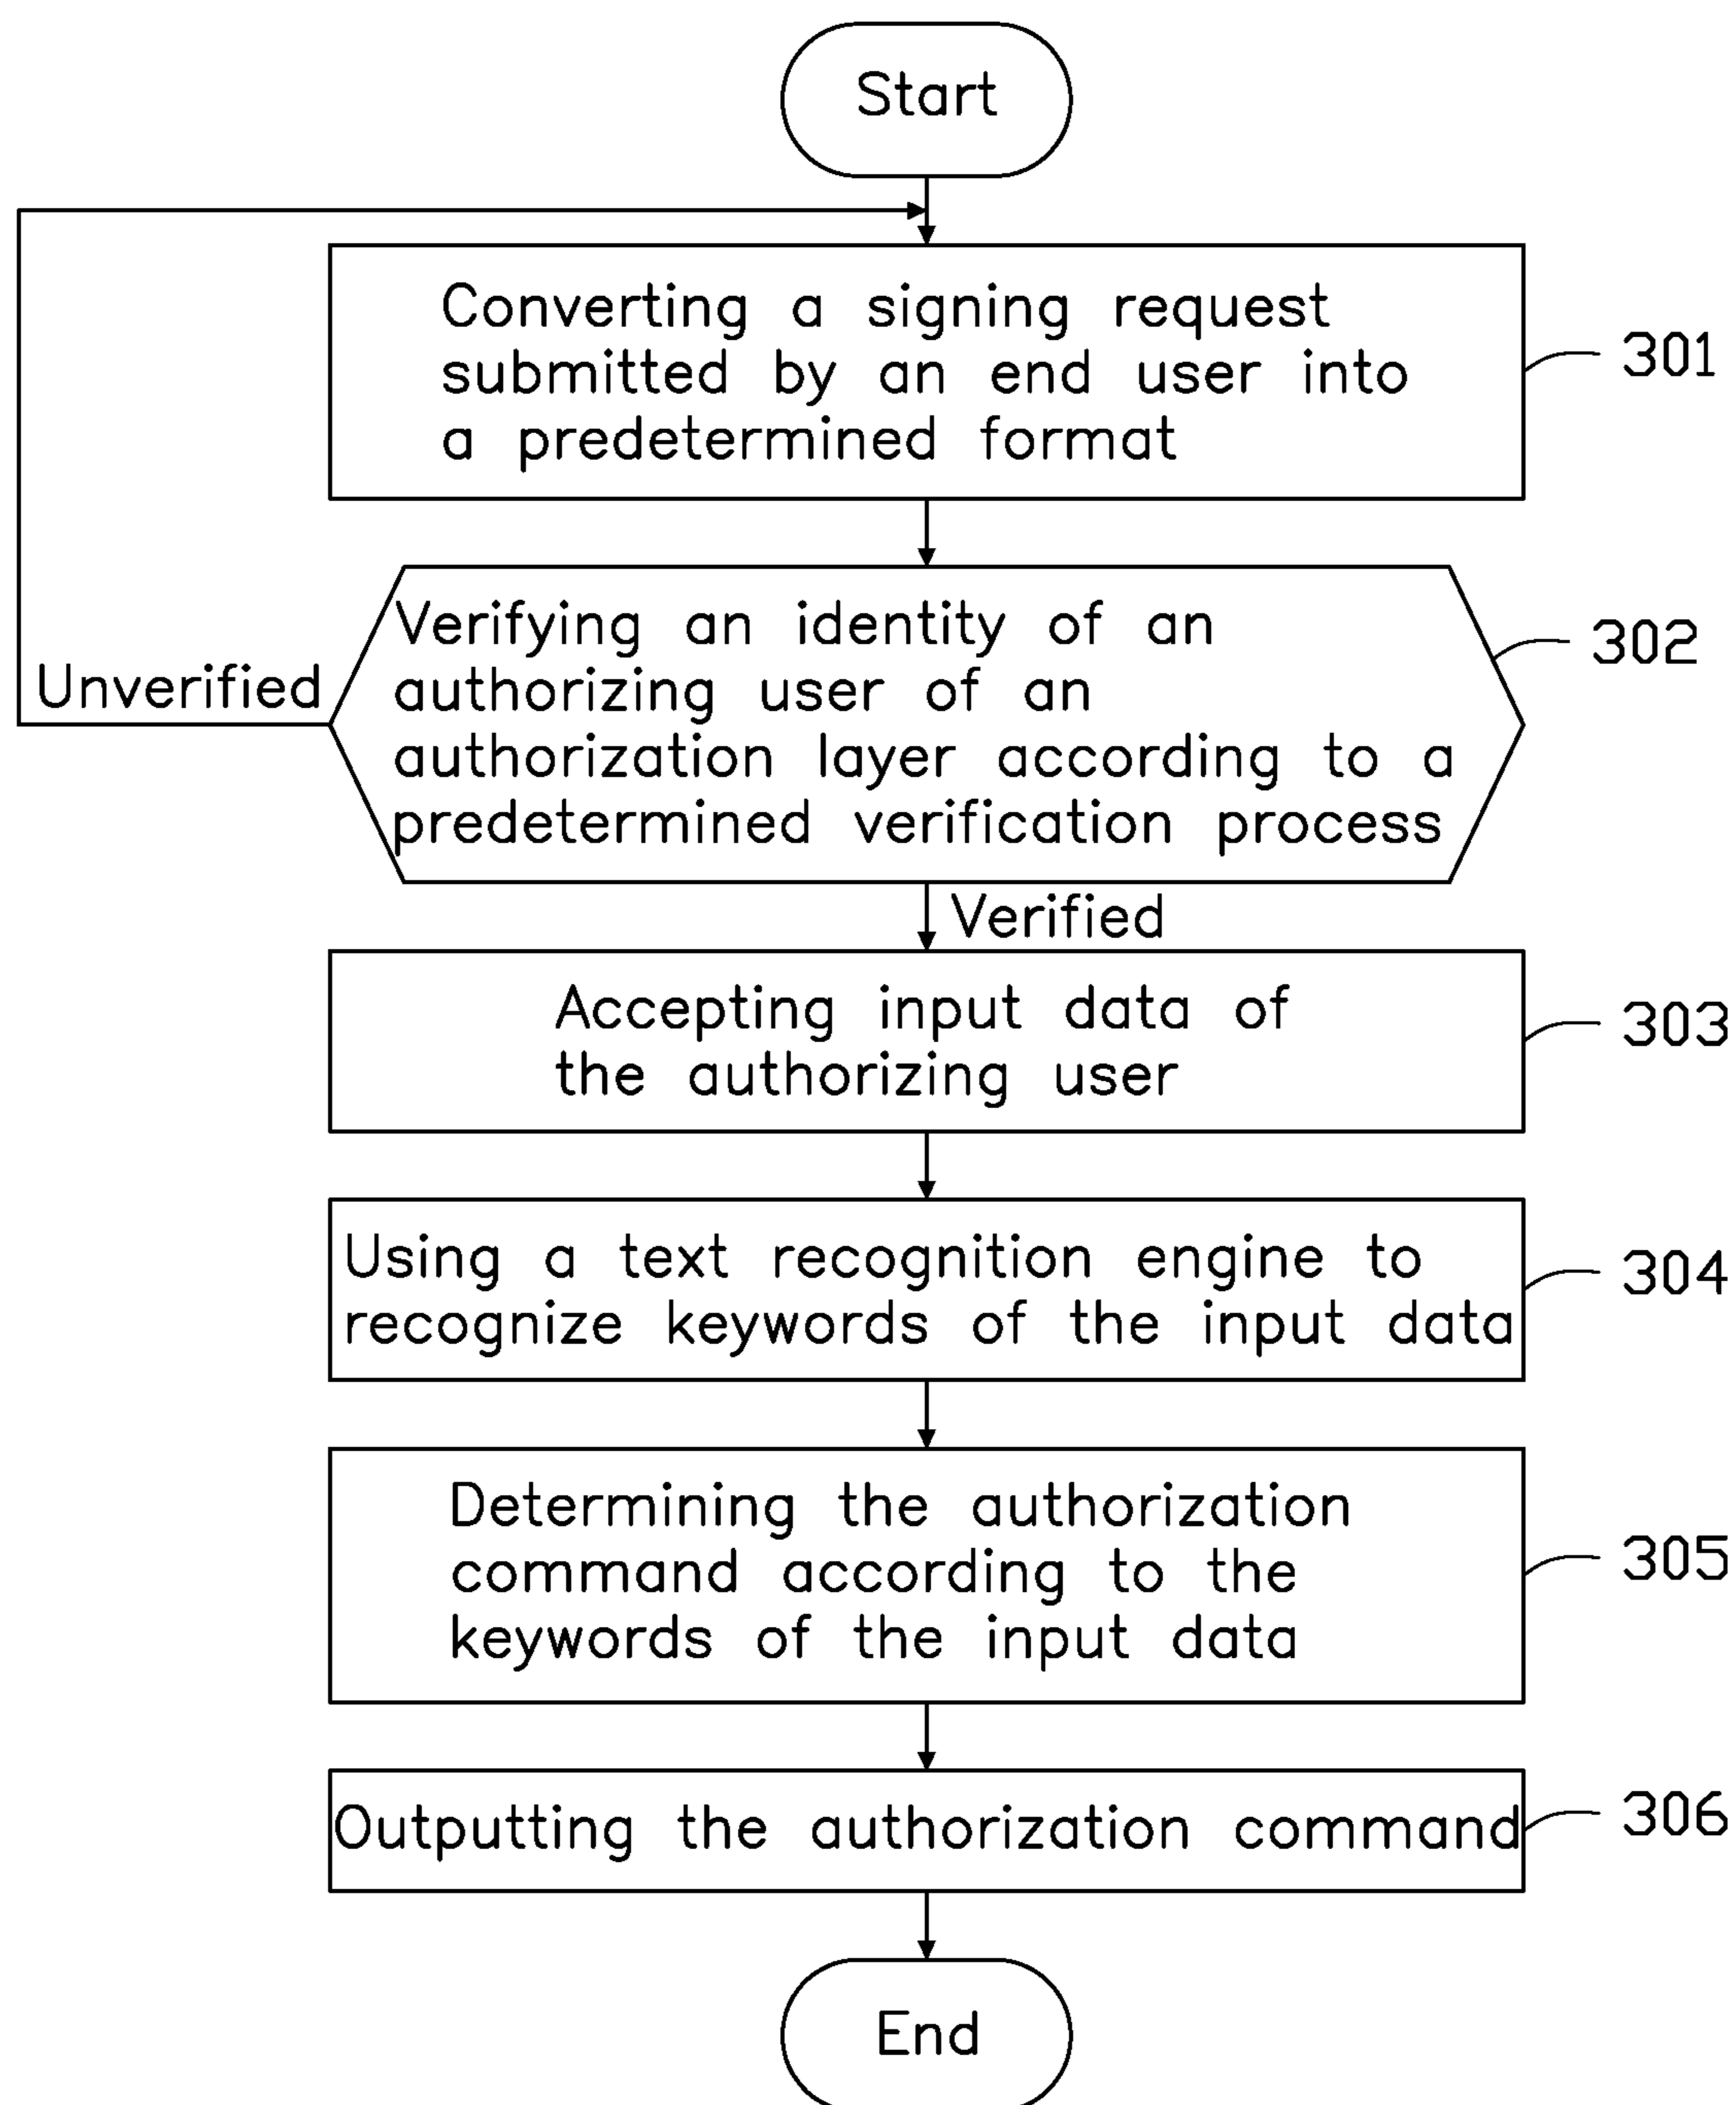 Start
Converting a signing request
submitted by an end user into
a predetermined format
301
Verifying an identity of an
authorizing user of an
authorization layer according to a
predetermined verification process
302
Unverified
Verified
Accepting input data of
the authorizing user
303
Using a text recognition engine to
recognize keywords of the input data
304
Determining the authorization
command according to the
keywords of the input data
305
Outputting the authorization command
306
End